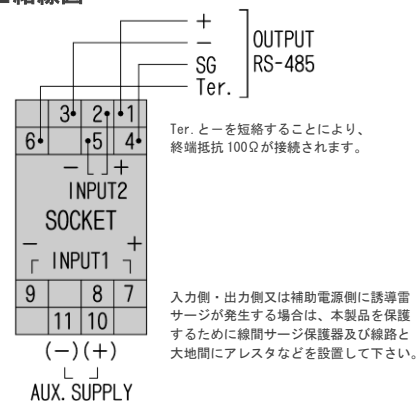 結線図
+
−
SG
Ter.
OUTPUT
RS-485
3 2 1
6 5 4
− +
INPUT2
SOCKET
− +
INPUT1
9 8 7
11 10
(−)(+)
AUX. SUPPLY
Ter.とーを短絡することにより、
終端抵抗100Ωが接続されます。
入力側・出力側又は補助電源側に誘導雷
サージが発生する場合は、本製品を保護
するために線間サージ保護器及び線路と
大地間にアレスタなどを設置して下さい。